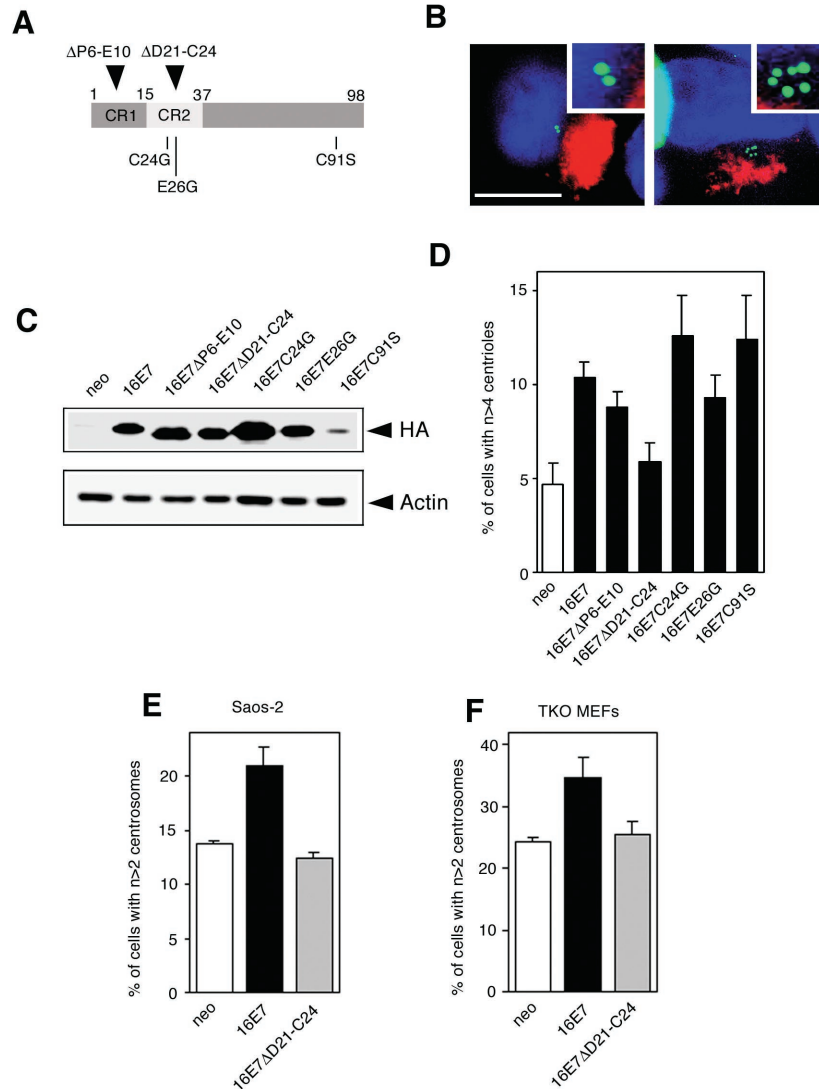 A
ΔP6-E10 ΔD21-C24
1 15 37 98
CR1 CR2
C24G C91S
E26G
B
C
neo 16E7 16E7ΔP6-E10 16E7ΔD21-C24 16E7C24G 16E7E26G 16E7C91S
HA
Actin
D
% of cells with n>4 centrioles
15
10
5
0
neo 16E7 16E7ΔP6-E10 16E7ΔD21-C24 16E7C24G 16E7E26G 16E7C91S
E
Saos-2
% of cells with n>2 centrosomes
20
15
10
5
0
neo 16E7 16E7ΔD21-C24
F
TKO MEFs
% of cells with n>2 centrosomes
40
30
20
10
0
neo 16E7 16E7ΔD21-C24